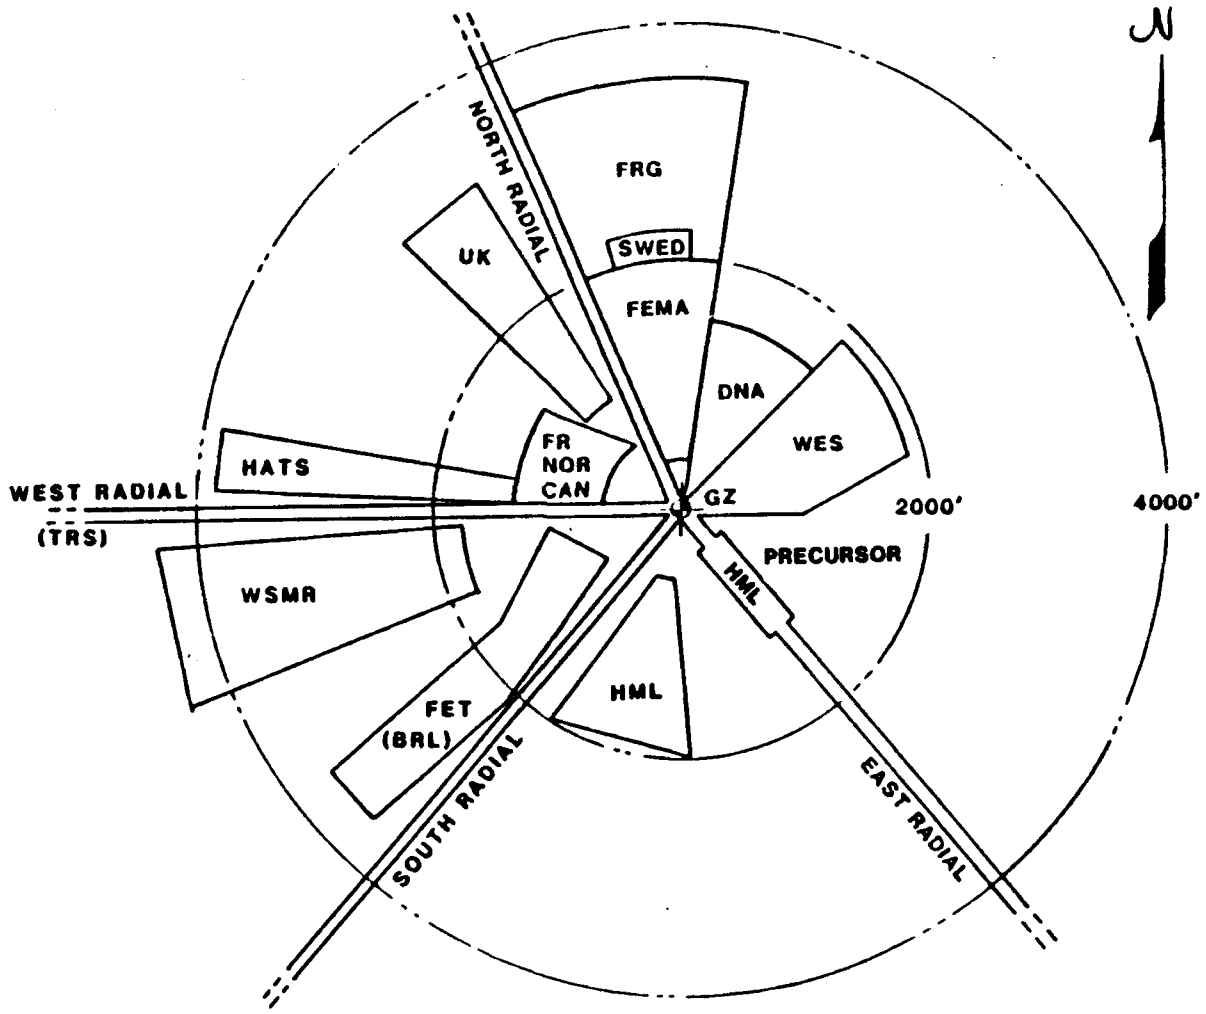 N
NORTH RADIAL
FRG
SWED
UK
FEMA
DNA
WES
FR
NOR
CAN
HATS
WEST RADIAL
(TRS)
GZ
2000'
4000'
PRECURSOR
HML
WSMR
HML
FET
(BRL)
SOUTH RADIAL
EAST RADIAL